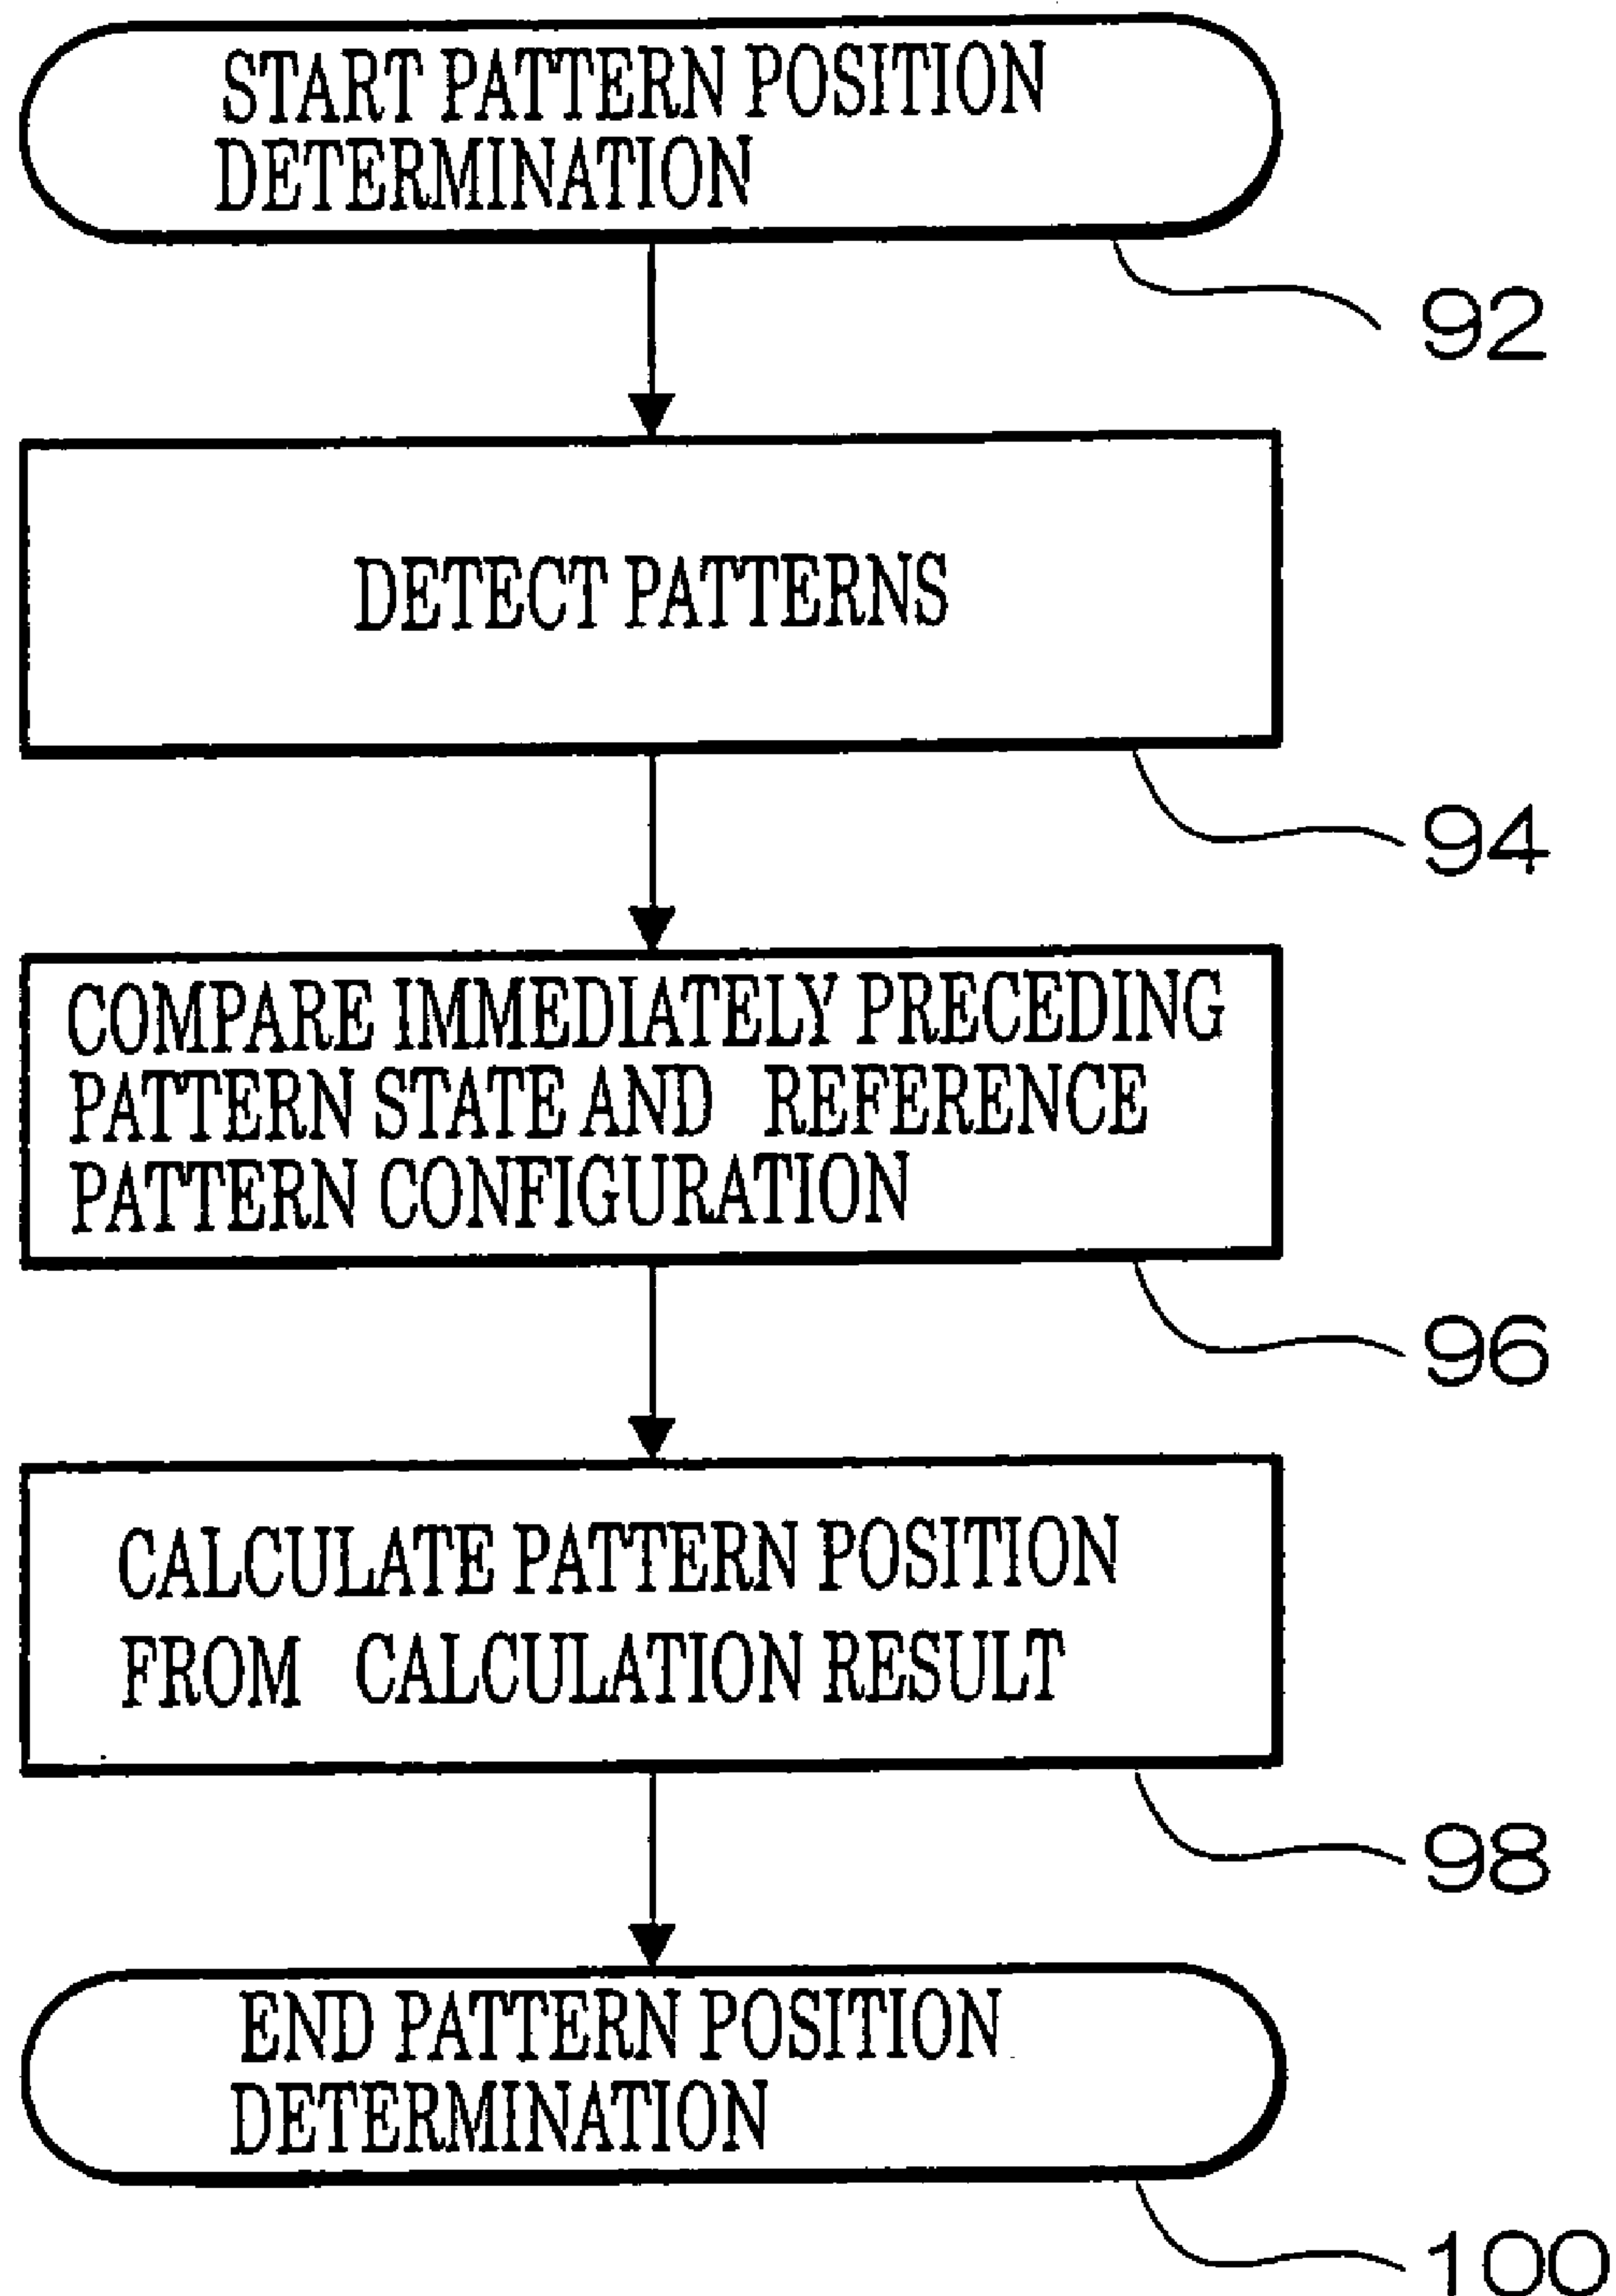 START PATTERN POSITION
DETERMINATION
92
DETECT PATTERNS
94
COMPARE IMMEDIATELY PRECEDING
PATTERN STATE AND REFERENCE
PATTERN CONFIGURATION
96
CALCULATE PATTERN POSITION
FROM CALCULATION RESULT
98
END PATTERN POSITION
DETERMINATION
100